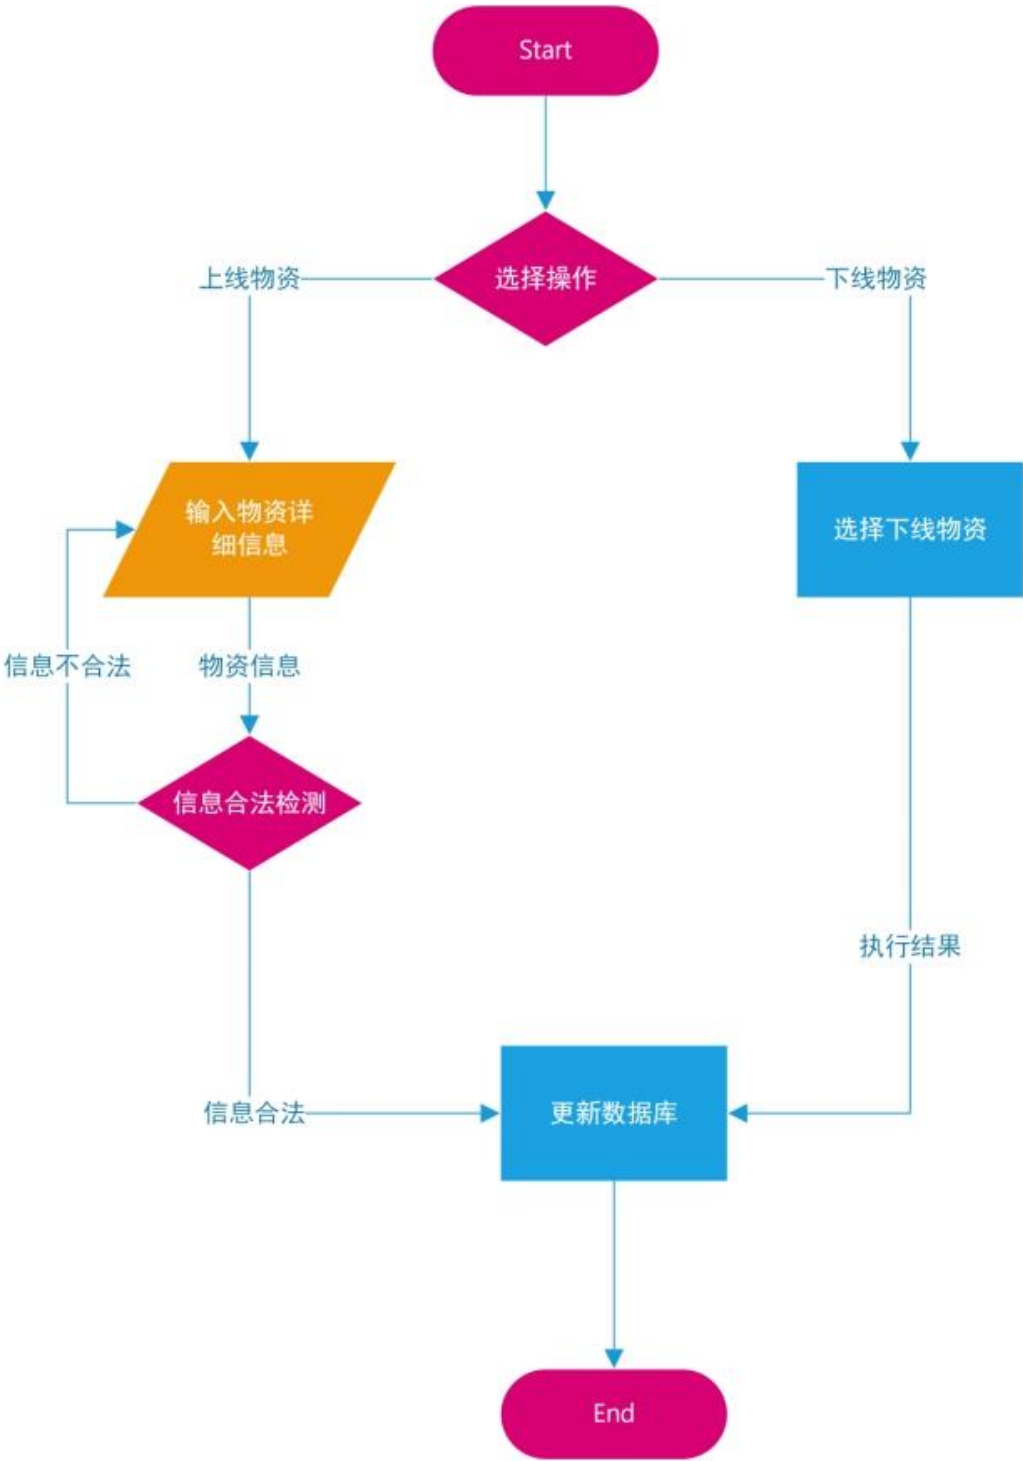 Start
选择操作
上线物资
下线物资
输入物资详
细信息
选择下线物资
信息不合法
物资信息
信息合法检测
执行结果
信息合法
更新数据库
End